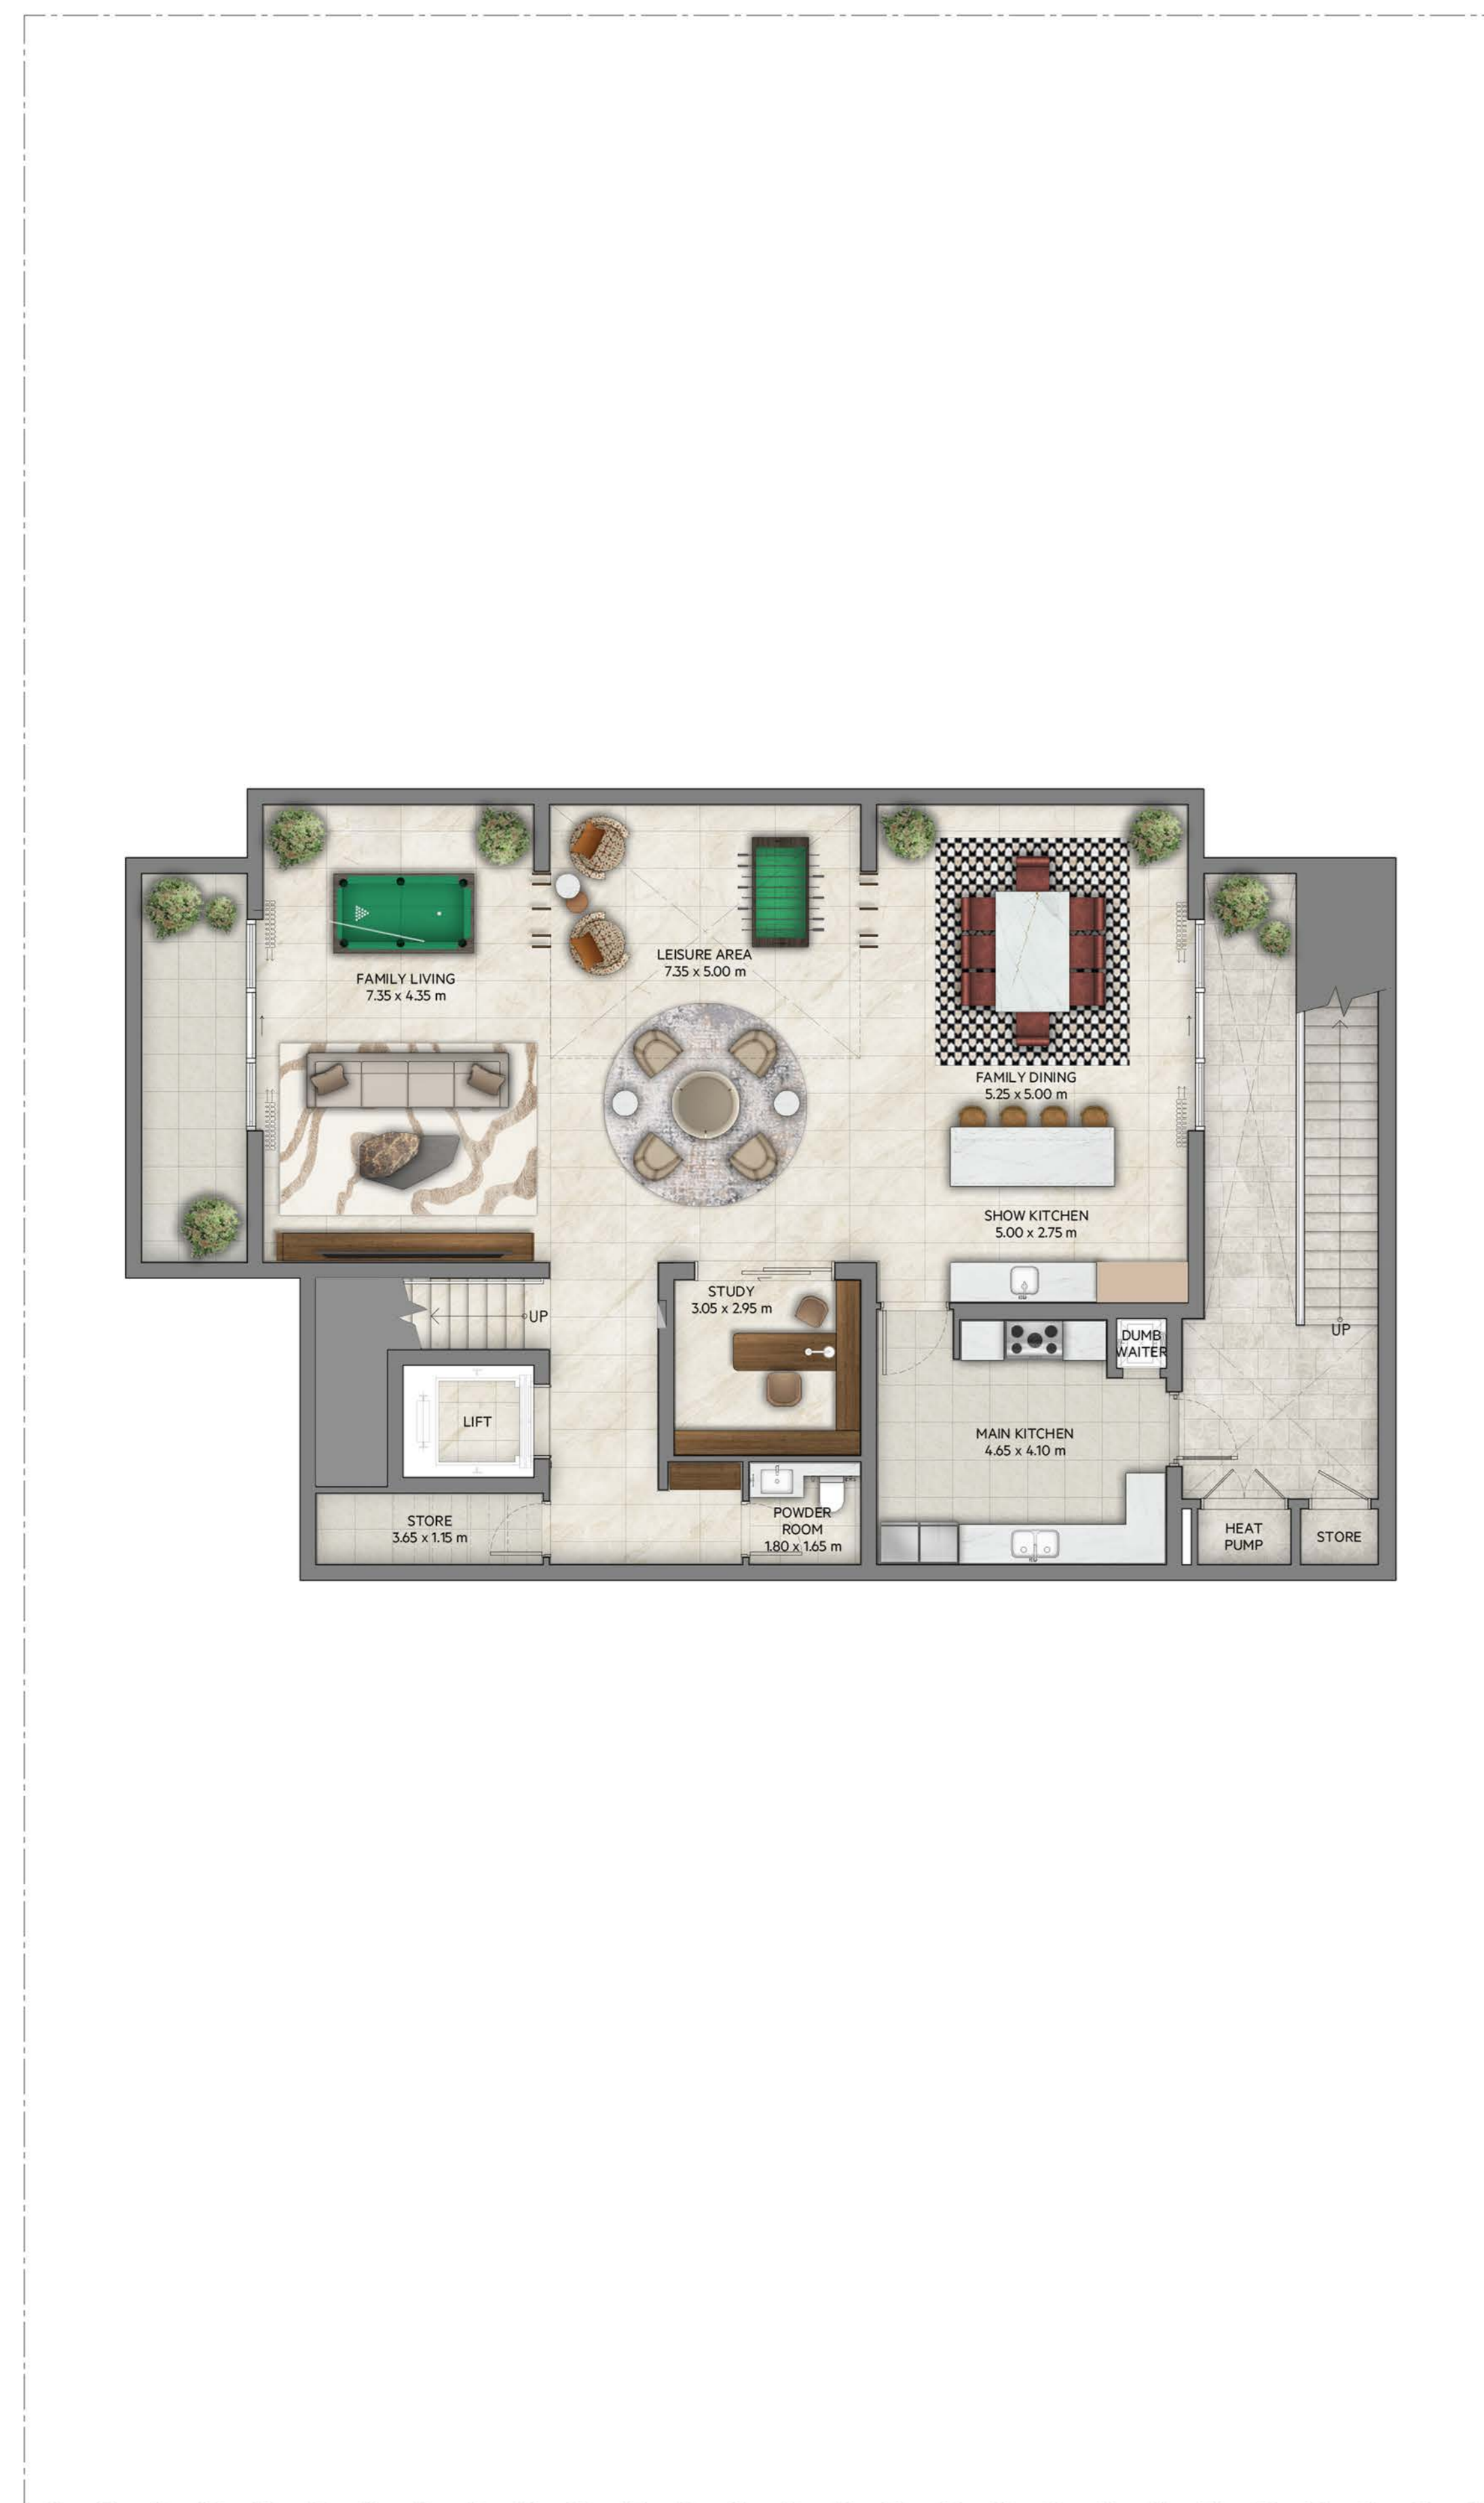 LEISURE AREA
7.35 x 5.00 m
FAMILY LIVING
7.35 x 4.35 m
FAMILY DINING
5.25 x 5.00 m
SHOW KITCHEN
5.00 x 2.75 m
STUDY
3.05 x 2.95 m
UP
UP
DUMB
WAITER
LIFT
MAIN KITCHEN
4.65 x 4.10 m
STORE
3.65 x 1.15 m
POWDER
ROOM
1.80 x 1.65 m
HEAT
PUMP
STORE